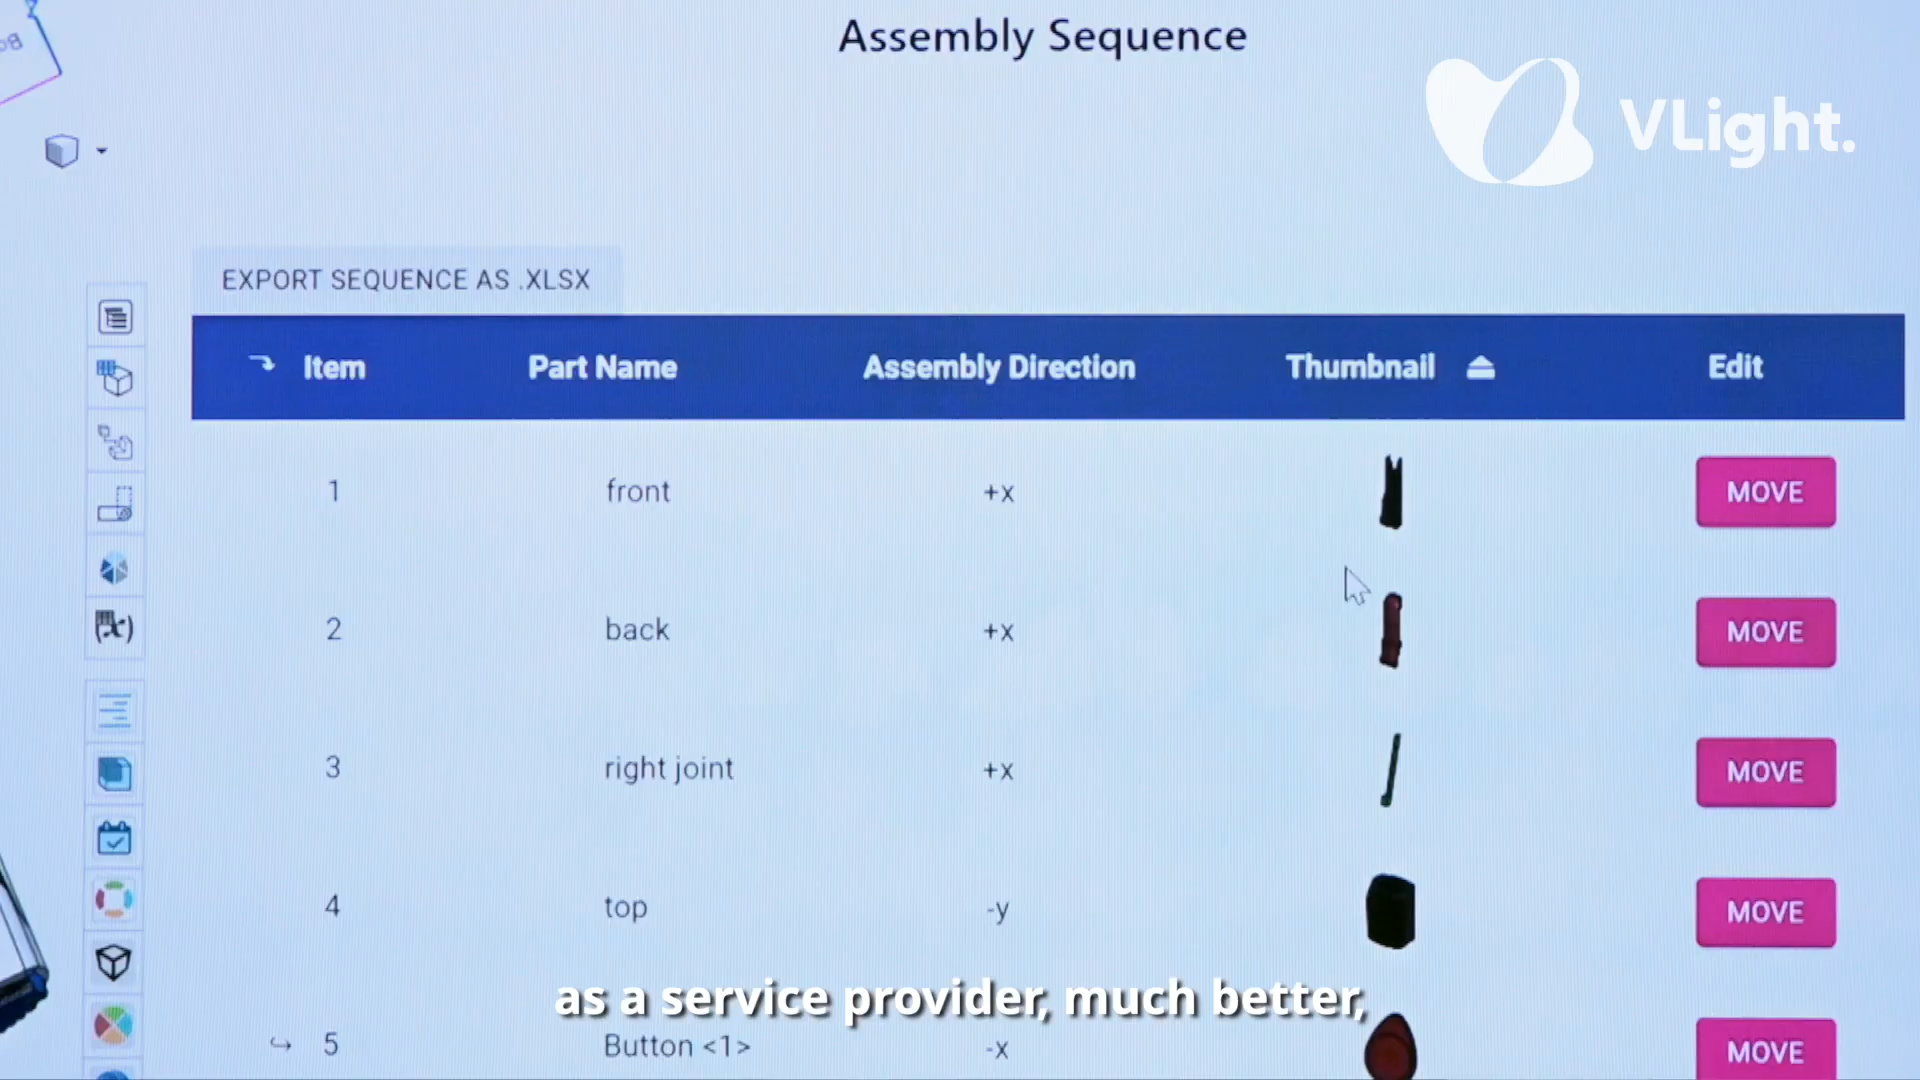 Assembly Sequence
VLight.
EXPORT SEQUENCE AS .XLSX
Item Part Name Assembly Direction Thumbnail Edit
1 front +x MOVE
2 back +x MOVE
3 right joint +x MOVE
4 top -y MOVE
5 Button <1> -x MOVE
as a service provider, much better,